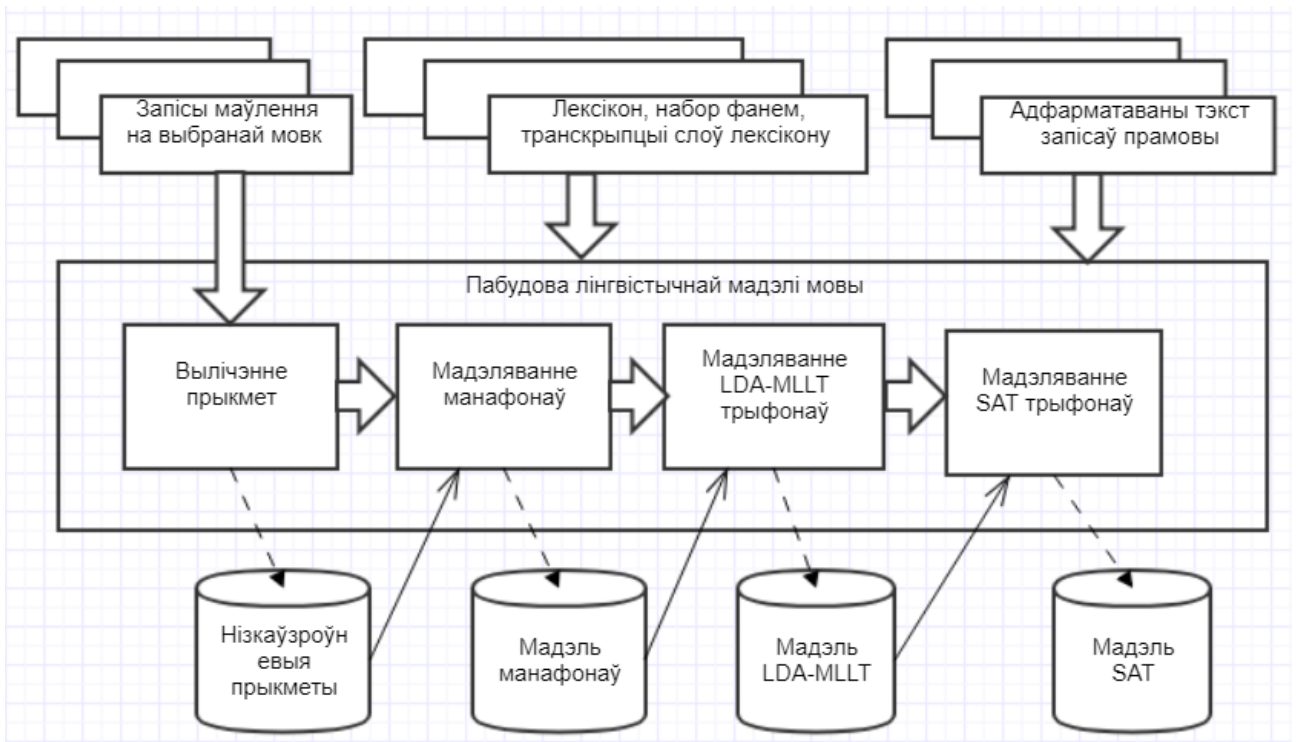 Запісы маўлення
на выбранай мовк
Лексікон, набор фанем,
транскрыпцыі слоў лексікону
Адфарматаваны тэкст
запісаў прамовы
Пабудова лінгвістычнай мадэлі мовы
Вылічэнне
прыкмет
Мадэляванне
манафонаў
Мадэляванне
LDA-MLLT
трыфонаў
Мадэляванне
SAT трыфонаў
Нізкаўзроўн
евыя
прыкметы
Мадэль
манафонаў
Мадэль
LDA-MLLT
Мадэль
SAT